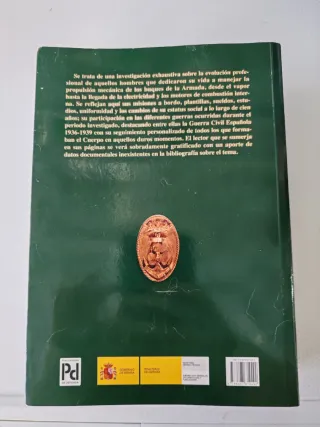 Se trata de una investigación exhaustiva sobre la evolución profe-
sional de aquellos hombres que dedicaron su vida a manejar la
propulsión mecánica de los buques de la Armada, desde el vapor
hasta la llegada de la electricidad y los motores de combustión inter-
na. Se reflejan aquí sus misiones a bordo, plantillas, sueldos, estu-
dios, uniformidad y los cambios de su estatus social a lo largo de cien
años; su participación en las diferentes guerras ocurridas durante el
periodo investigado, destacando entre ellas la Guerra Civil Española
1936-1939 con su seguimiento personalizado de todos los que forma-
ban el Cuerpo en aquellos duros momentos. El lector que se sumerja
en sus páginas se verá sobradamente gratificado con un aporte de
datos documentales inexistentes en la bibliografía sobre el tema.
Pd